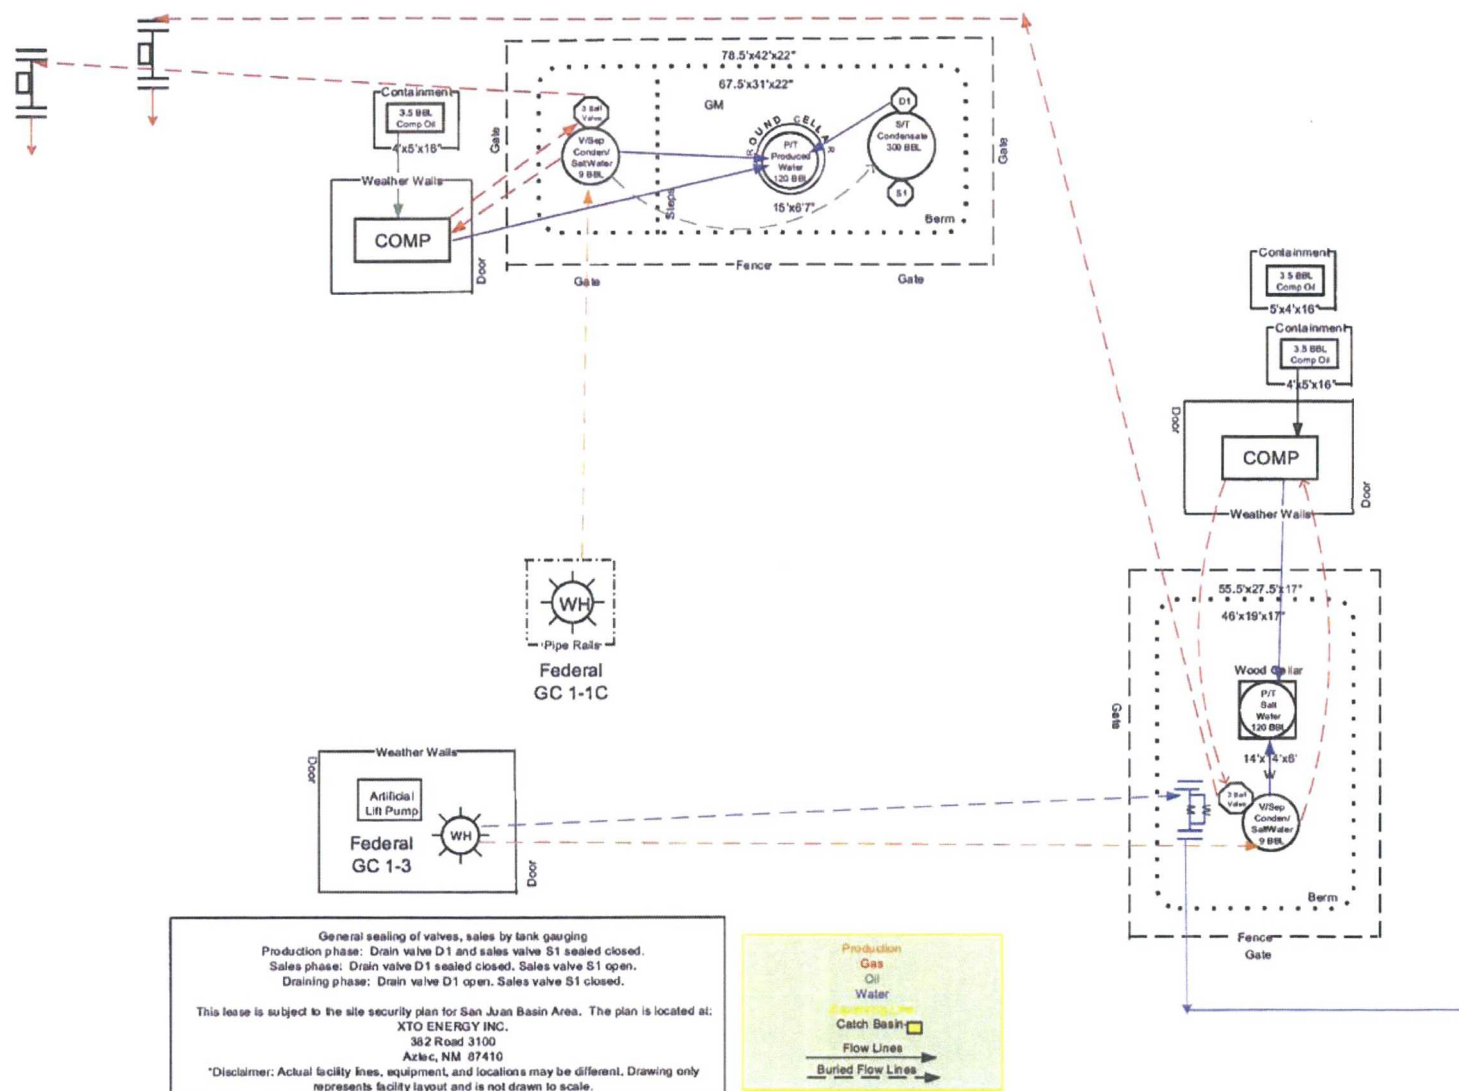 78.5'x42'x22"
67.5'x31'x22"
GM
Containment
3.5 BBL
Comp Oil
4'x5'x16"
Weather Walls
COMP
Door
Gate
3 Ball
Valve
V/Sep
Conden/
SaltWater
9 BBL
Steps
ROUND CELLAR
P/T
Produced
Water
120 BBL
15'x6'7"
D1
S/T
Condensate
300 BBL
S1
Berm
Gate
Fence
Gate
Gate
Containment
3.5 BBL
Comp Oil
5'x4'x16"
Containment
3.5 BBL
Comp Oil
4'x5'x16"
Door
COMP
Door
Weather Walls
WH
Pipe Rails
Federal
GC 1-1C
55.5'x27.5'x17"
46'x19'x17"
Wood Cellar
P/T
Salt
Water
120 BBL
14'x14'x6'
W
Gate
W
M
3 Ball
Valve
V/Sep
Conden/
SaltWater
9 BBL
Berm
Fence
Gate
Weather Walls
Door
Artificial
Lift Pump
WH
Federal
GC 1-3
Door
General sealing of valves, sales by tank gauging
Production phase: Drain valve D1 and sales valve S1 sealed closed.
Sales phase: Drain valve D1 sealed closed. Sales valve S1 open.
Draining phase: Drain valve D1 open. Sales valve S1 closed.
This lease is subject to the site security plan for San Juan Basin Area. The plan is located at:
XTO ENERGY INC.
382 Road 3100
Aztec, NM 87410
*Disclaimer: Actual facility lines, equipment, and locations may be different. Drawing only
represents facility layout and is not drawn to scale.
Production
Gas
Oil
Water
Catch Basin
Flow Lines
Buried Flow Lines